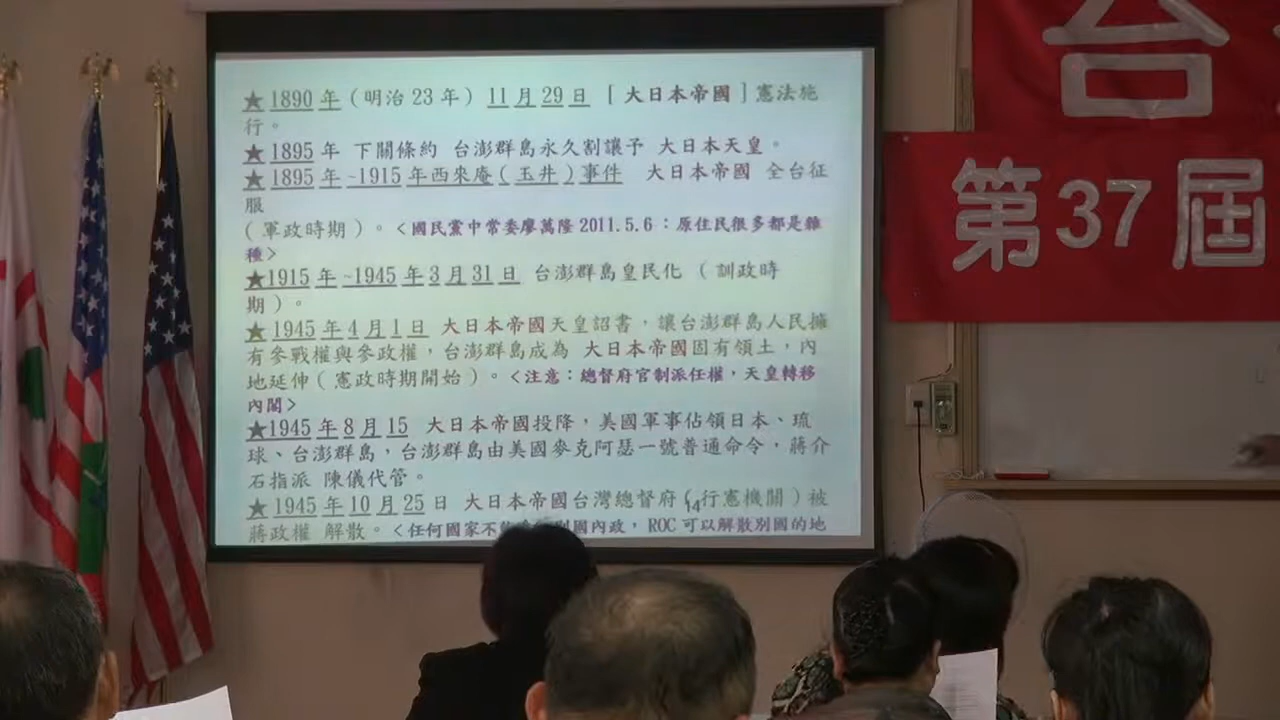 ★1890年(明治23年) 11月29日 [大日本帝國]憲法施
行。
★1895年 下關條約 台澎群島永久割讓予 大日本天皇。
★1895年~1915年西來庵(玉井)事件 大日本帝國 全台征
服
(軍政時期)。<國民黨中常委廖萬隆2011.5.6：原住民很多都是雜
種>
★1915年~1945年3月31日 台澎群島皇民化 (訓政時
期)。
★1945年4月1日 大日本帝國天皇詔書，讓台澎群島人民擁
有參戰權與參政權，台澎群島成為 大日本帝國固有領土，內
地延伸(憲政時期開始)。<注意：總督府官制派任權，天皇轉移
內閣>
★1945年8月15 大日本帝國投降，美國軍事佔領日本、琉
球、台澎群島，台澎群島由美國麥克阿瑟一號普通命令，蔣介
石指派 陳儀代管。
★1945年10月25日 大日本帝國台灣總督府(行憲機關)被
蔣政權 解散。<任何國家不能 別國內政，ROC可以解散別國的地
14
台
第37屆